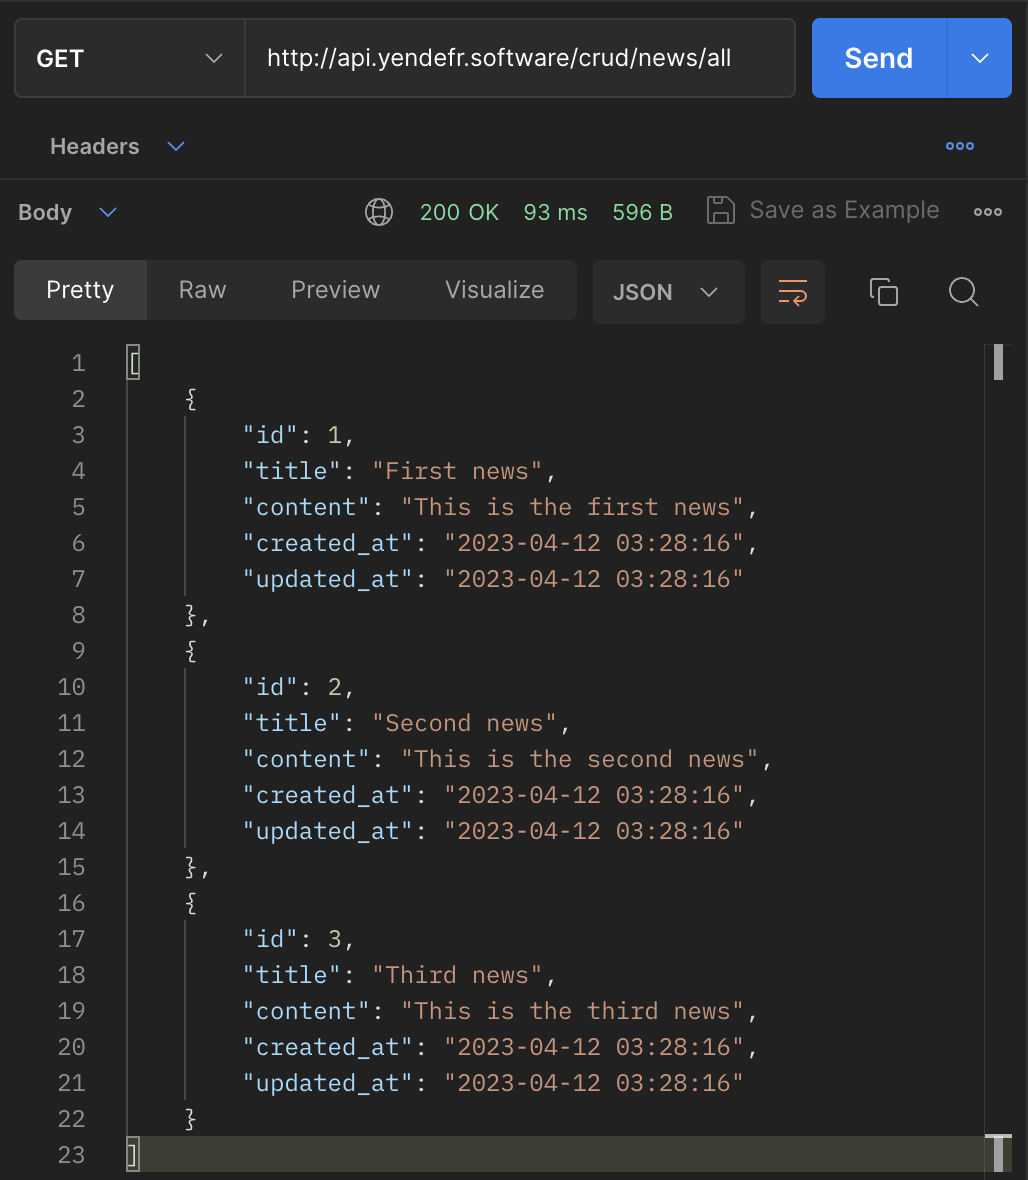 GET http://api.yendefr.software/crud/news/all Send
Headers
Body 200 OK 93 ms 596 B Save as Example
Pretty Raw Preview Visualize JSON
1 [
2 {
3 "id": 1,
4 "title": "First news",
5 "content": "This is the first news",
6 "created_at": "2023-04-12 03:28:16",
7 "updated_at": "2023-04-12 03:28:16"
8 },
9 {
10 "id": 2,
11 "title": "Second news",
12 "content": "This is the second news",
13 "created_at": "2023-04-12 03:28:16",
14 "updated_at": "2023-04-12 03:28:16"
15 },
16 {
17 "id": 3,
18 "title": "Third news",
19 "content": "This is the third news",
20 "created_at": "2023-04-12 03:28:16",
21 "updated_at": "2023-04-12 03:28:16"
22 }
23 ]